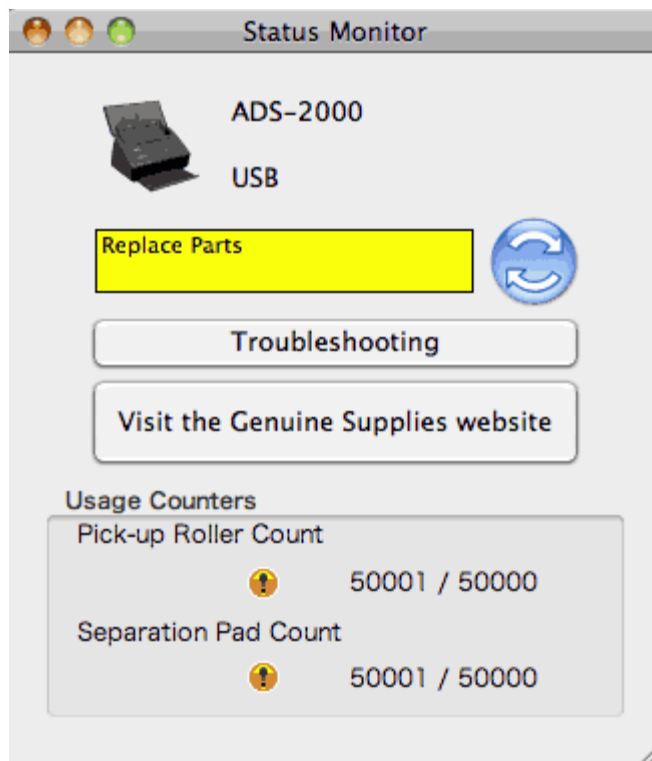 Status Monitor
ADS-2000
USB
Replace Parts
Troubleshooting
Visit the Genuine Supplies website
Usage Counters
Pick-up Roller Count
50001 / 50000
Separation Pad Count
50001 / 50000